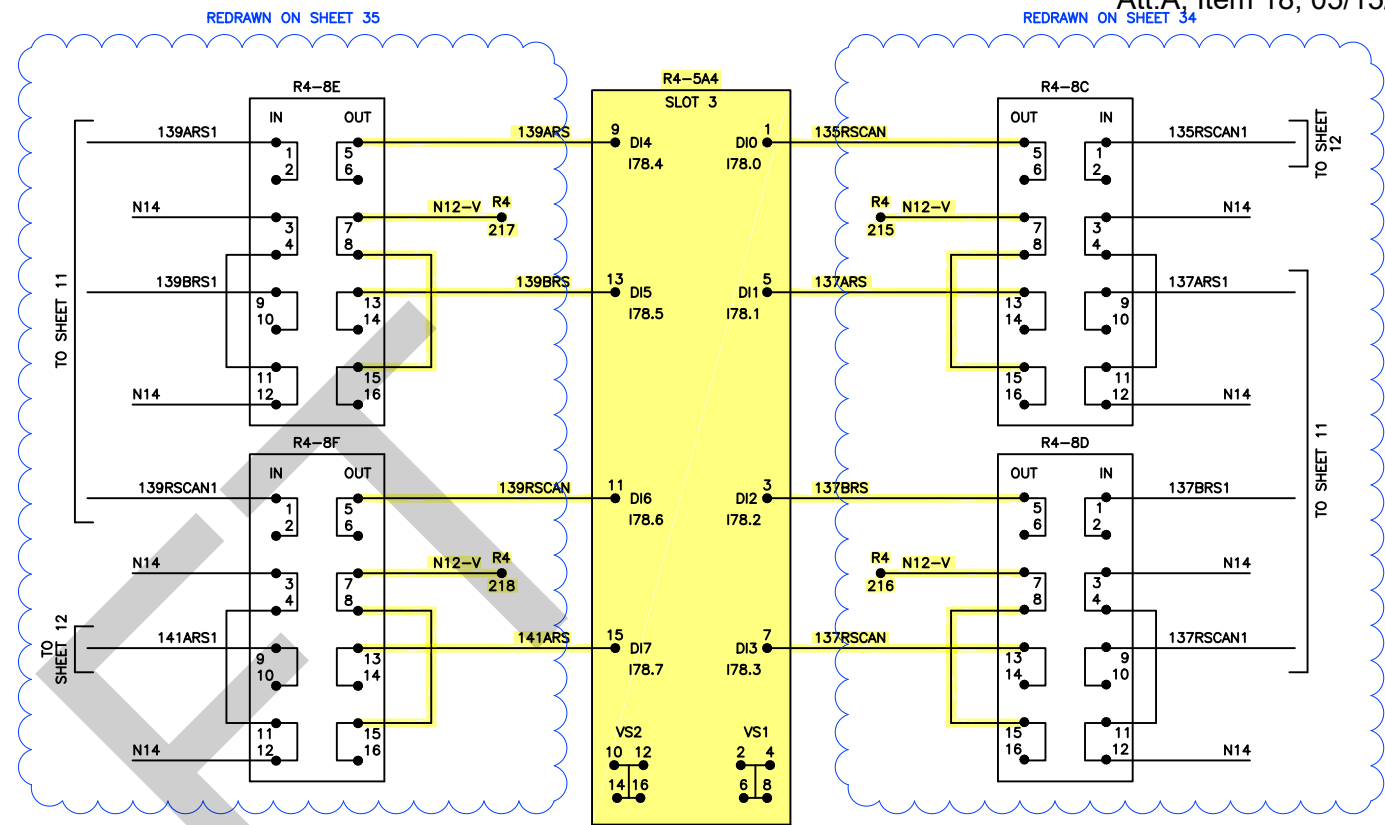 Att.A, Item 18, 05/15/
REDRAWN ON SHEET 35
REDRAWN ON SHEET 34
R4-8E
IN OUT
139ARS1
1
2
5
6
139ARS
N14
3
4
7
8
N12-V R4
217
139BRS1
9
10
13
14
139BRS
11
12
15
16
N14
TO SHEET 11
R4-8F
IN OUT
139RSCAN1
1
2
5
6
139RSCAN
N14
3
4
7
8
N12-V R4
218
TO
SHEET 12
141ARS1
9
10
13
14
141ARS
11
12
15
16
N14
R4-5A4
SLOT 3
9 DI4
I78.4
DI0 1
I78.0
13 DI5
I78.5
DI1 5
I78.1
11 DI6
I78.6
DI2 3
I78.2
15 DI7
I78.7
DI3 7
I78.3
VS2
10 12
14 16
VS1
2 4
6 8
R4-8C
OUT IN
135RSCAN
5
6
1
2
135RSCAN1
TO SHEET
12
R4 N12-V
215
7
8
3
4
N14
137ARS
13
14
9
10
137ARS1
15
16
11
12
N14
R4-8D
OUT IN
137BRS
5
6
1
2
137BRS1
R4 N12-V
216
7
8
3
4
N14
137RSCAN
13
14
9
10
137RSCAN1
15
16
11
12
N14
TO SHEET 11